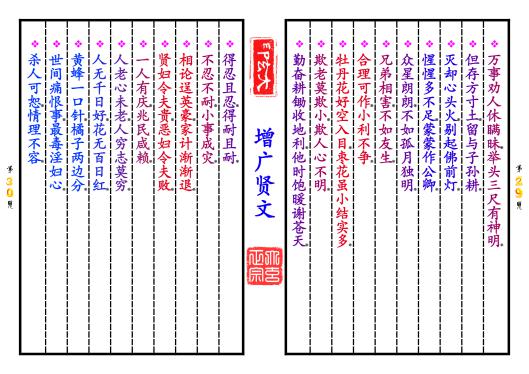 万事劝人休瞒昧，举头三尺有神明。
但存方寸土，留与子孙耕。
灭却心头火，剔起佛前灯。
惺惺多不足，蒙蒙作公卿。
众星朗朗，不如孤月独明。
兄弟相害，不如友生。
合理可作，小利不争。
牡丹花好空入目，枣花虽小结实多。
欺老莫欺小，欺人心不明。
勤奋耕锄收地利，他时饱暖谢苍天。
第29页
增广贤文
得忍且忍，得耐且耐，
不忍不耐，小事成灾。
相论逞英豪，家计渐渐退。
贤妇令夫贵，恶妇令夫败。
一人有庆，兆民咸赖。
人老心未老，人穷志莫穷。
人无千日好，花无百日红。
黄蜂一口针，橘子两边分。
世间痛恨事，最毒淫妇心。
杀人可恕，情理不容。
第30页